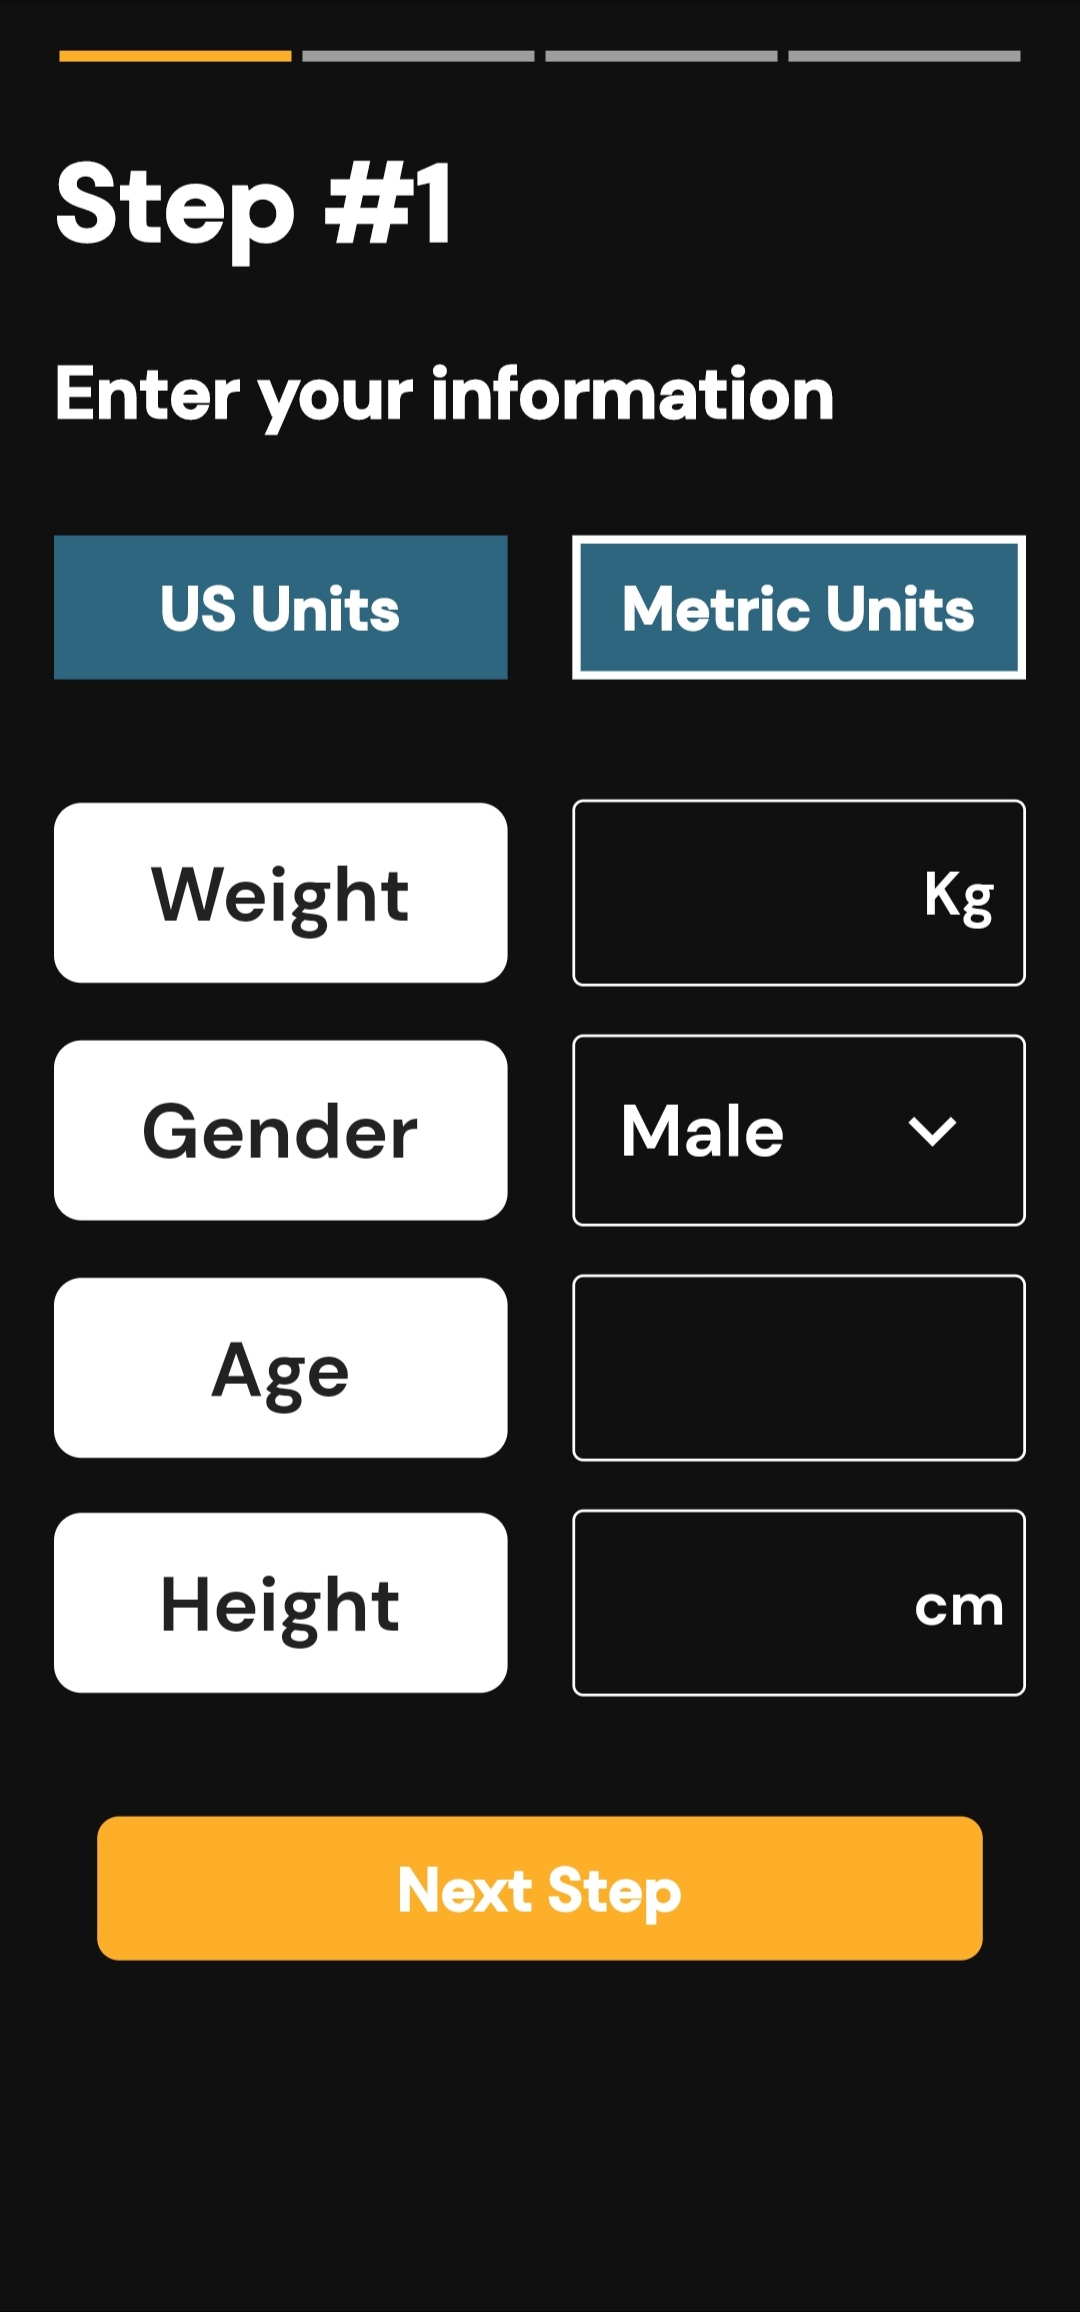 Step #1
Enter your information
US Units
Metric Units
Weight
Kg
Gender
Male
Age
Height
cm
Next Step